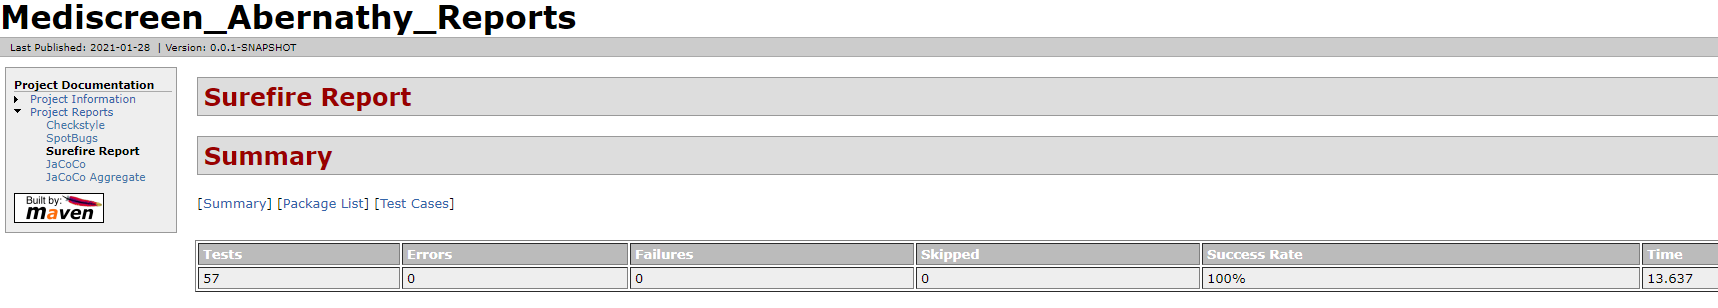 Mediscreen_Abernathy_Reports
Last Published: 2021-01-28 | Version: 0.0.1-SNAPSHOT
Project Documentation
Project Information
Project Reports
Checkstyle
SpotBugs
Surefire Report
JaCoCo
JaCoCo Aggregate
Built by:
maven
Surefire Report
Summary
[Summary] [Package List] [Test Cases]
Tests Errors Failures Skipped Success Rate Time
57 0 0 0 100% 13.637